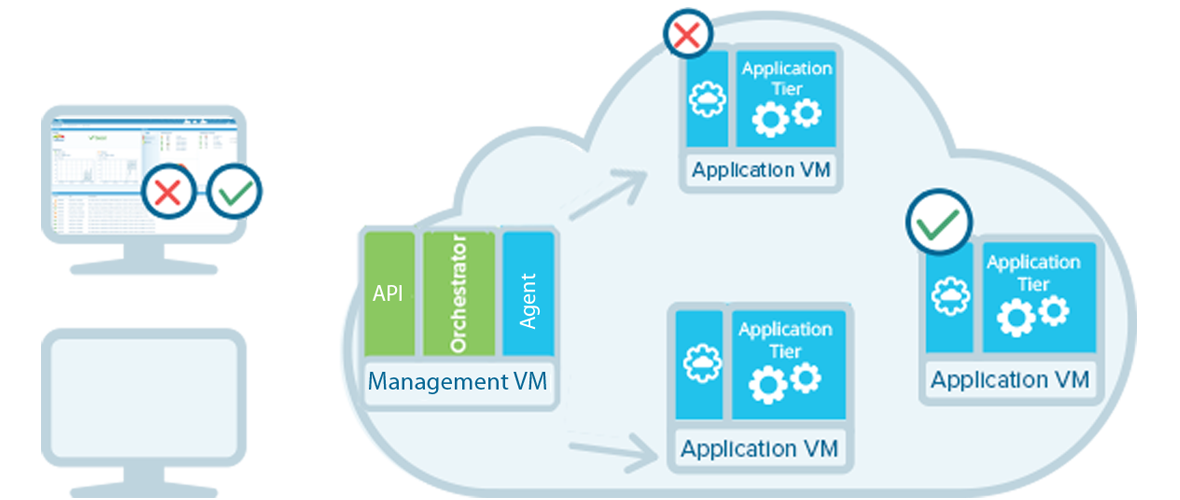 Application
Tier
Application VM
API
Orchestrator
Agent
Management VM
Application
Tier
Application VM
Application
Tier
Application VM